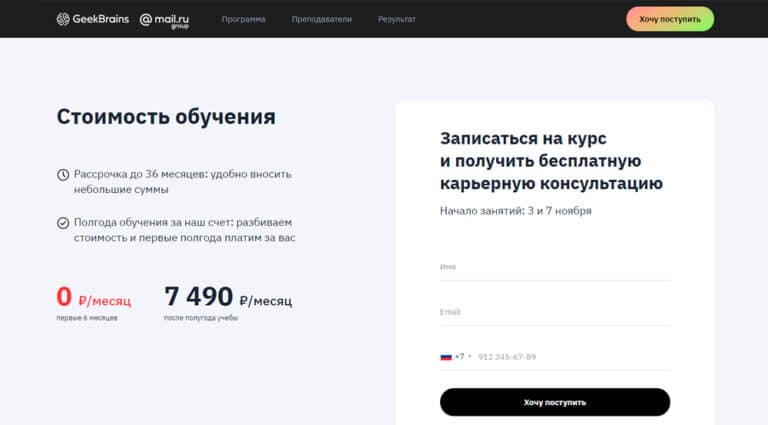 GeekBrains @mail.ru group Программа Преподаватели Результат Хочу поступить
Стоимость обучения
Рассрочка до 36 месяцев: удобно вносить
небольшие суммы
Полгода обучения за наш счет: разбиваем
стоимость и первые полгода платим за вас
0 ₽/месяц 7 490 ₽/месяц
первые 6 месяцев после полугода учебы
Записаться на курс
и получить бесплатную
карьерную консультацию
Начало занятий: 3 и 7 ноября
Имя
Email
+7 912 345-67-89
Хочу поступить